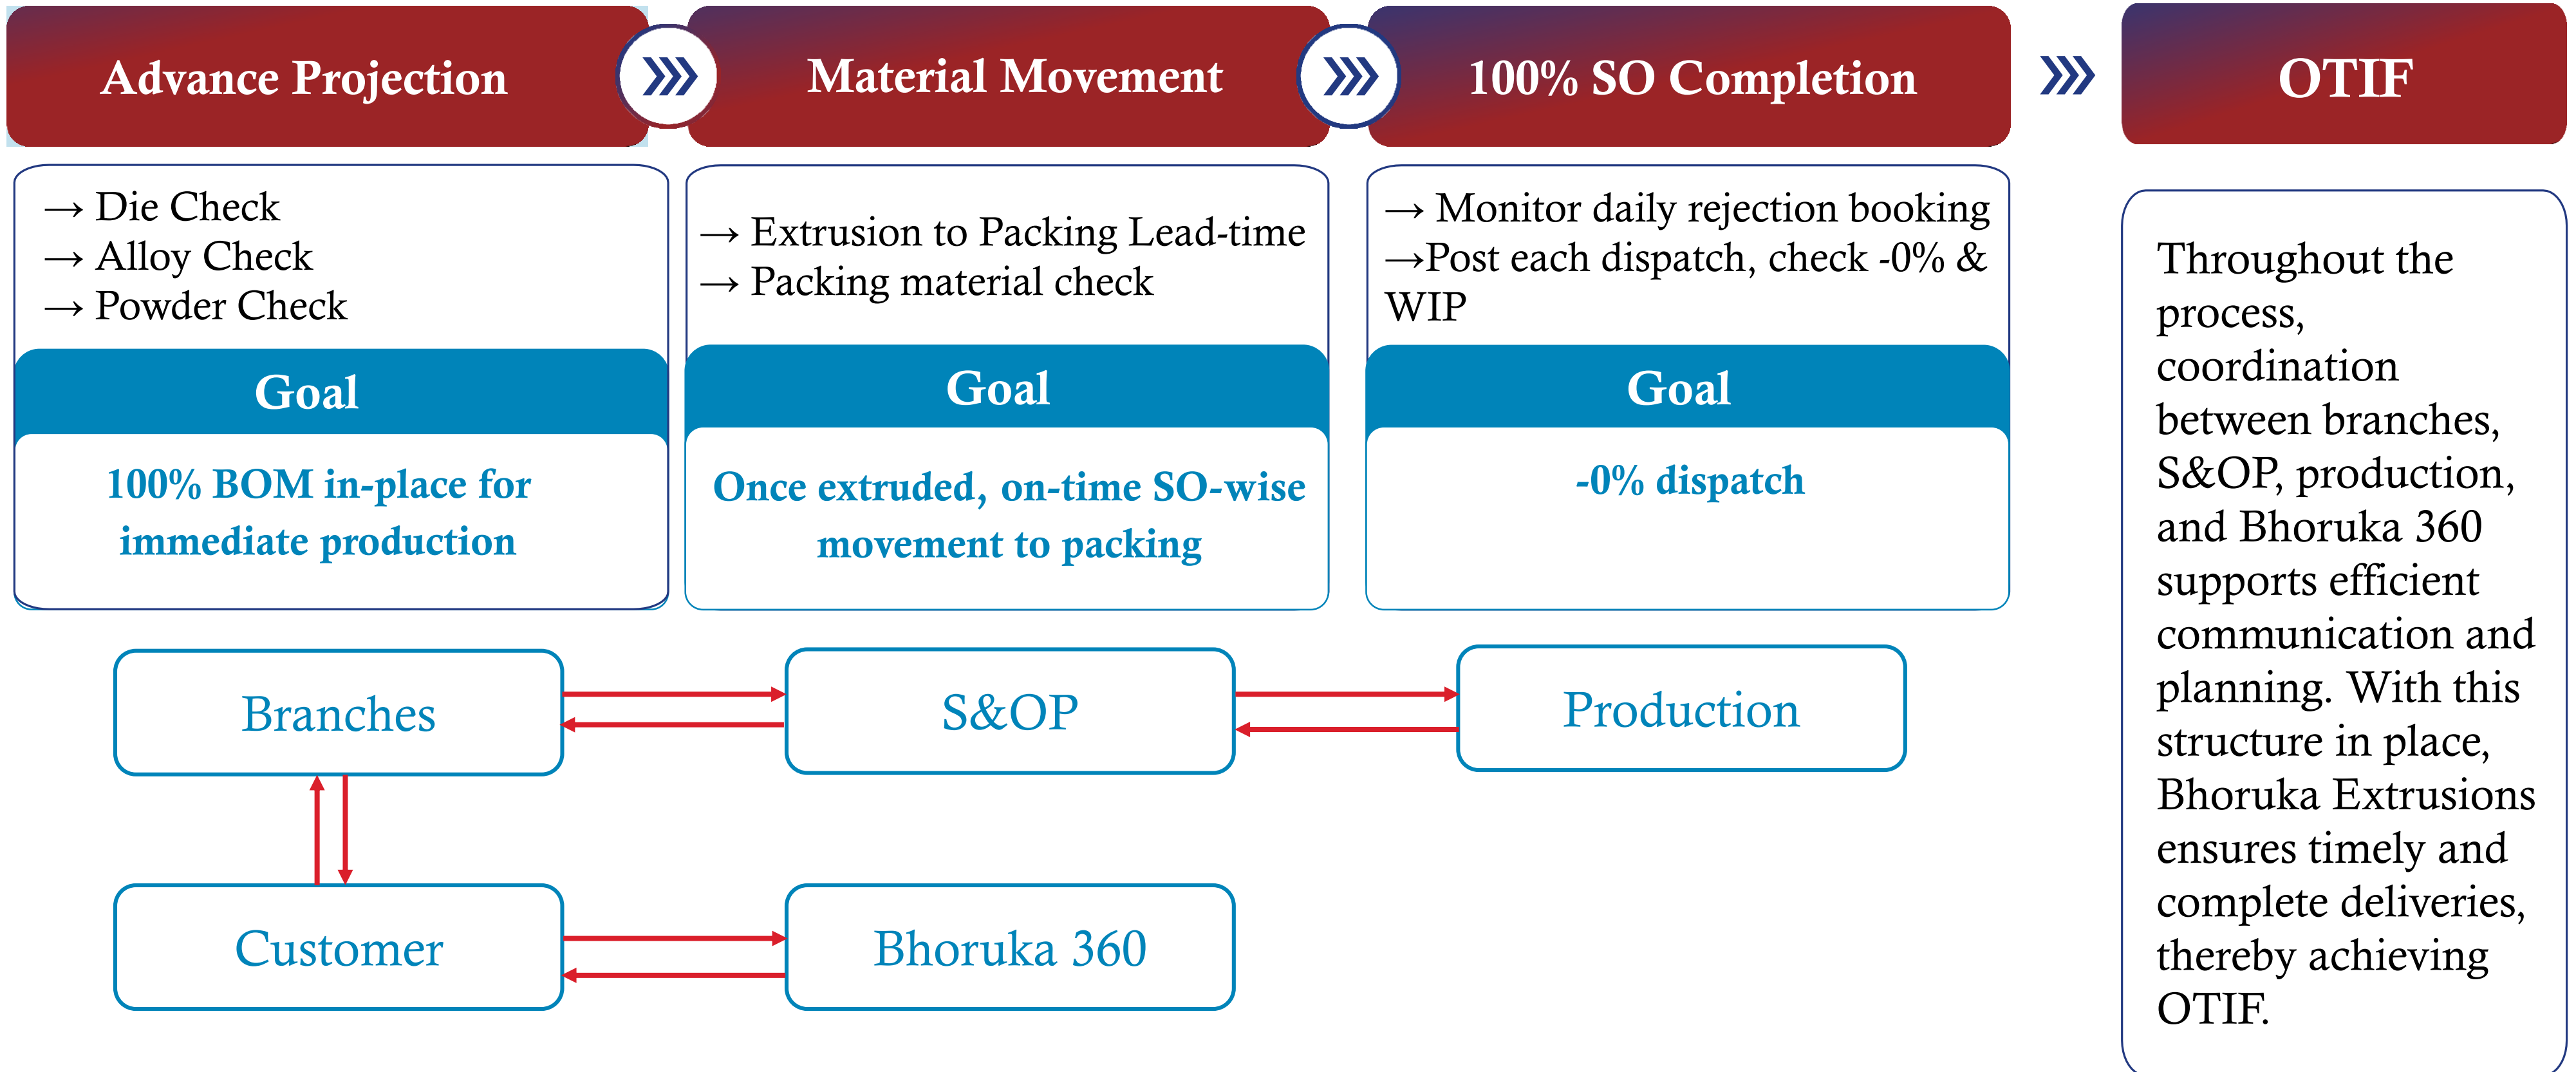 Advance Projection
Material Movement
100% SO Completion
OTIF
→ Die Check
→ Alloy Check
→ Powder Check
Goal
100% BOM in-place for
immediate production
→ Extrusion to Packing Lead-time
→ Packing material check
Goal
Once extruded, on-time SO-wise
movement to packing
→ Monitor daily rejection booking
→Post each dispatch, check -0% &
WIP
Goal
-0% dispatch
Throughout the
process,
coordination
between branches,
S&OP, production,
and Bhoruka 360
supports efficient
communication and
planning. With this
structure in place,
Bhoruka Extrusions
ensures timely and
complete deliveries,
thereby achieving
OTIF.
Branches
S&OP
Production
Customer
Bhoruka 360